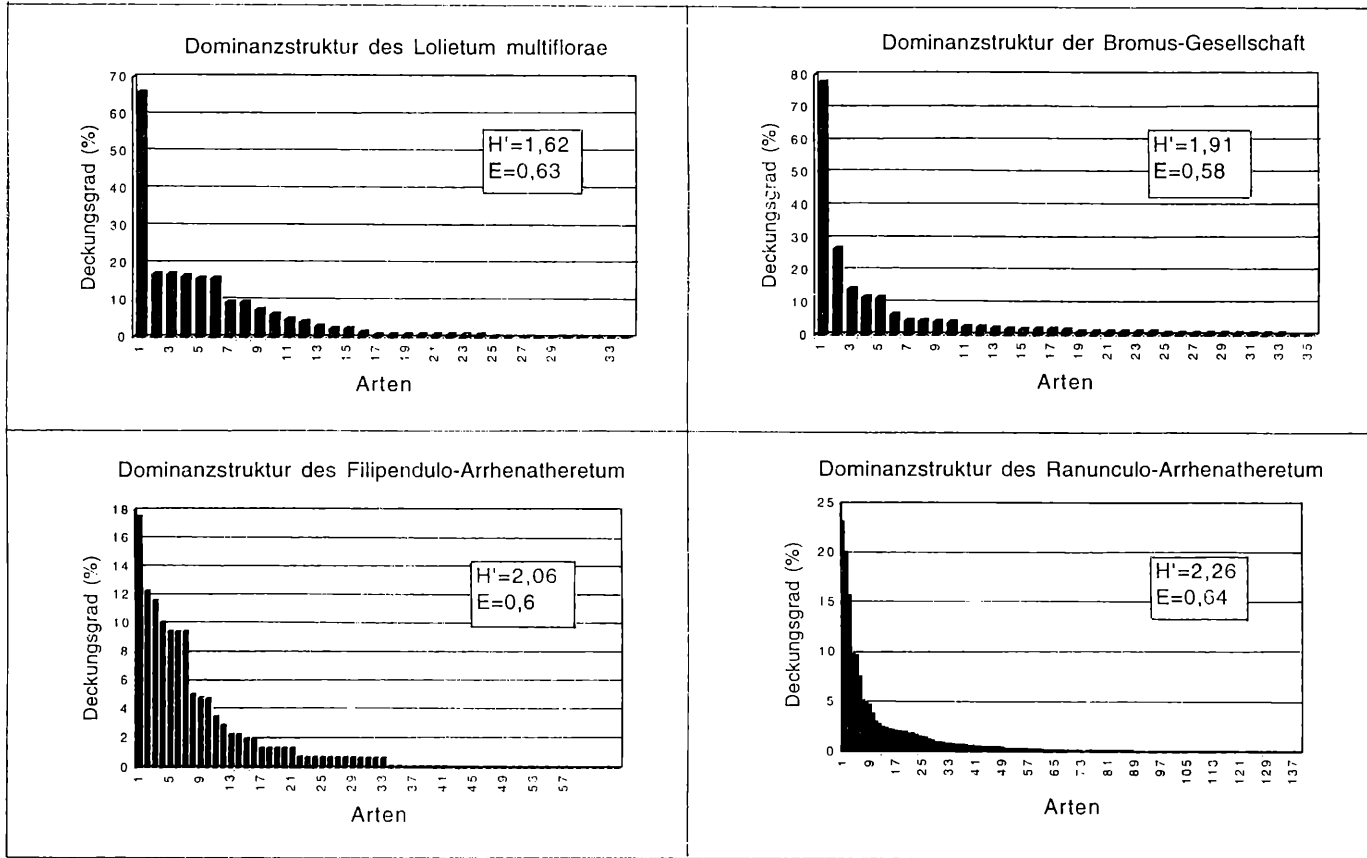 Dominanzstruktur des Lolietum multiflorae
Deckungsgrad (%)
70
60
50
40
30
20
10
0
H'=1,62
E=0,63
1 3 5 7 9 11 13 15 17 19 21 23 25 27 29 33
Arten
Dominanzstruktur der Bromus-Gesellschaft
Deckungsgrad (%)
80
70
60
50
40
30
20
10
0
H'=1,91
E=0,58
1 3 5 7 9 11 13 15 17 19 21 23 25 27 29 31 33 35
Arten
Dominanzstruktur des Filipendulo-Arrhenatheretum
Deckungsgrad (%)
18
16
14
12
10
8
6
4
2
0
H'=2,06
E=0,6
1 5 9 13 17 21 25 29 33 37 41 45 49 53 57
Arten
Dominanzstruktur des Ranunculo-Arrhenatheretum
Deckungsgrad (%)
25
20
15
10
5
0
H'=2,26
E=0,64
1 9 17 25 33 41 49 57 65 73 81 89 97 105 113 121 129 137
Arten